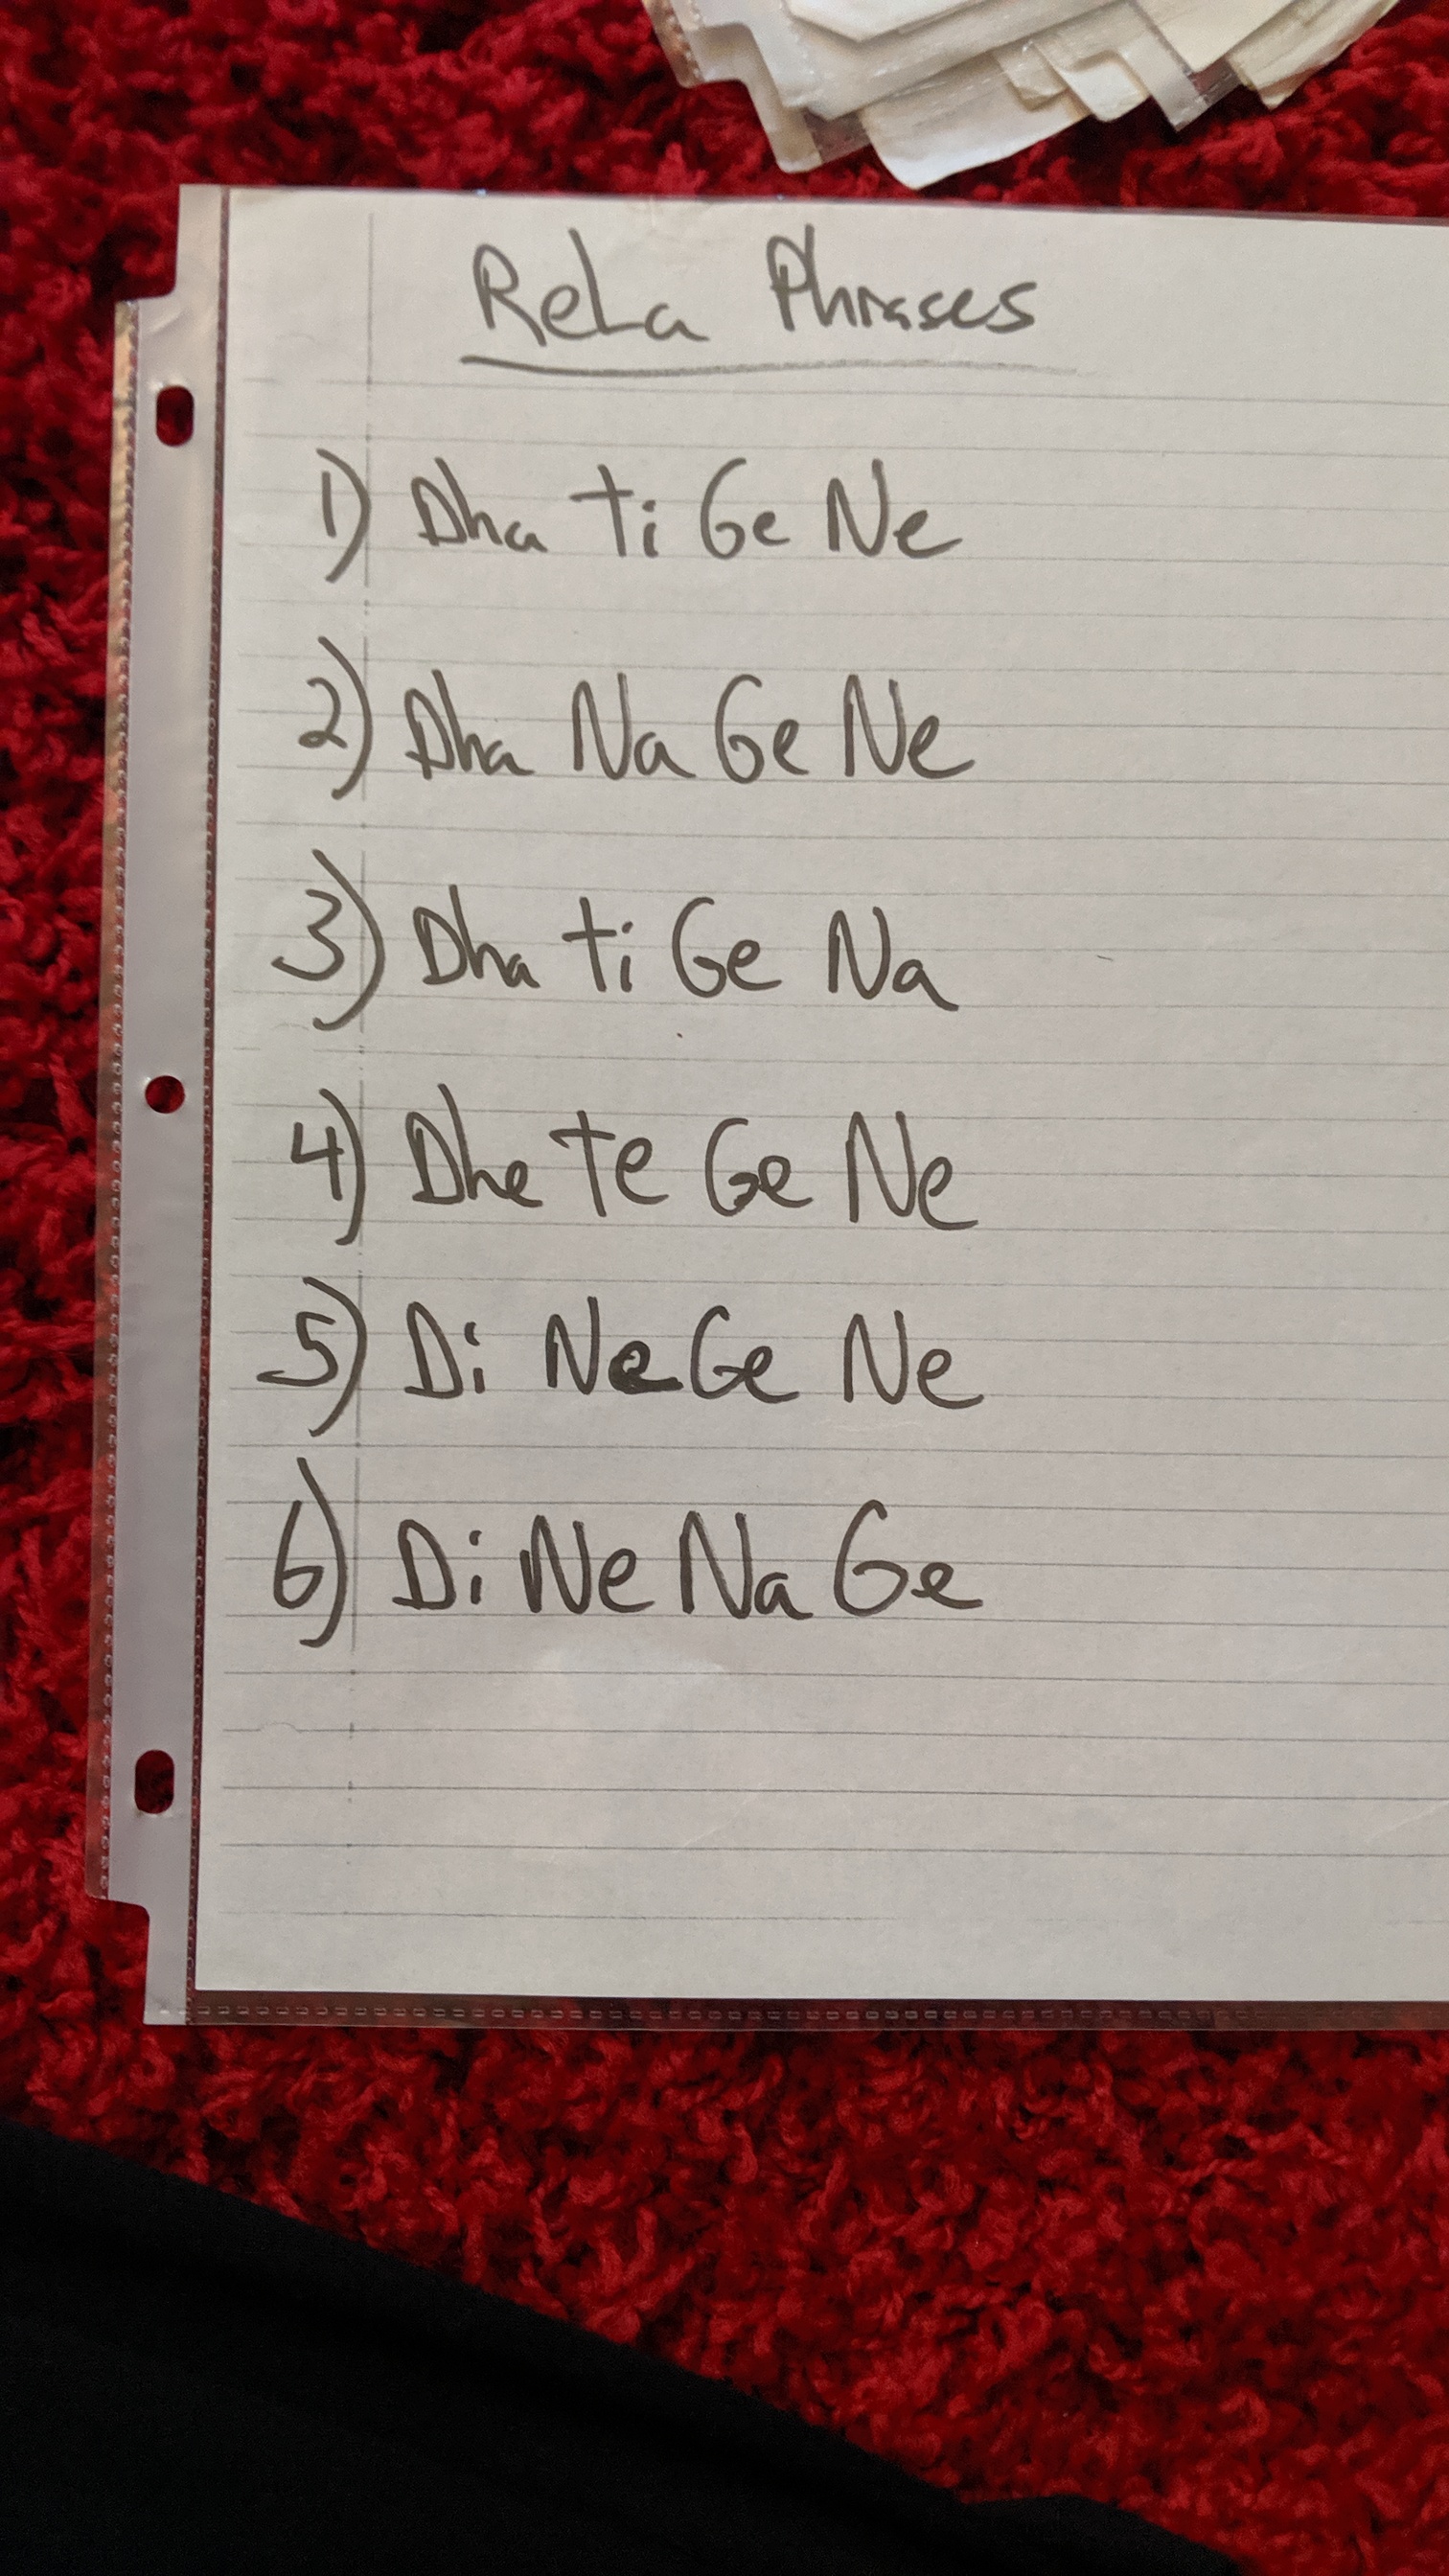 ReLa Phrases
1) Dha ti Ge Ne
2) Dha Na Ge Ne
3) Dha ti Ge Na
4) Dhe te Ge Ne
5) Di Ne Ge Ne
6) Di Ne Na Ge